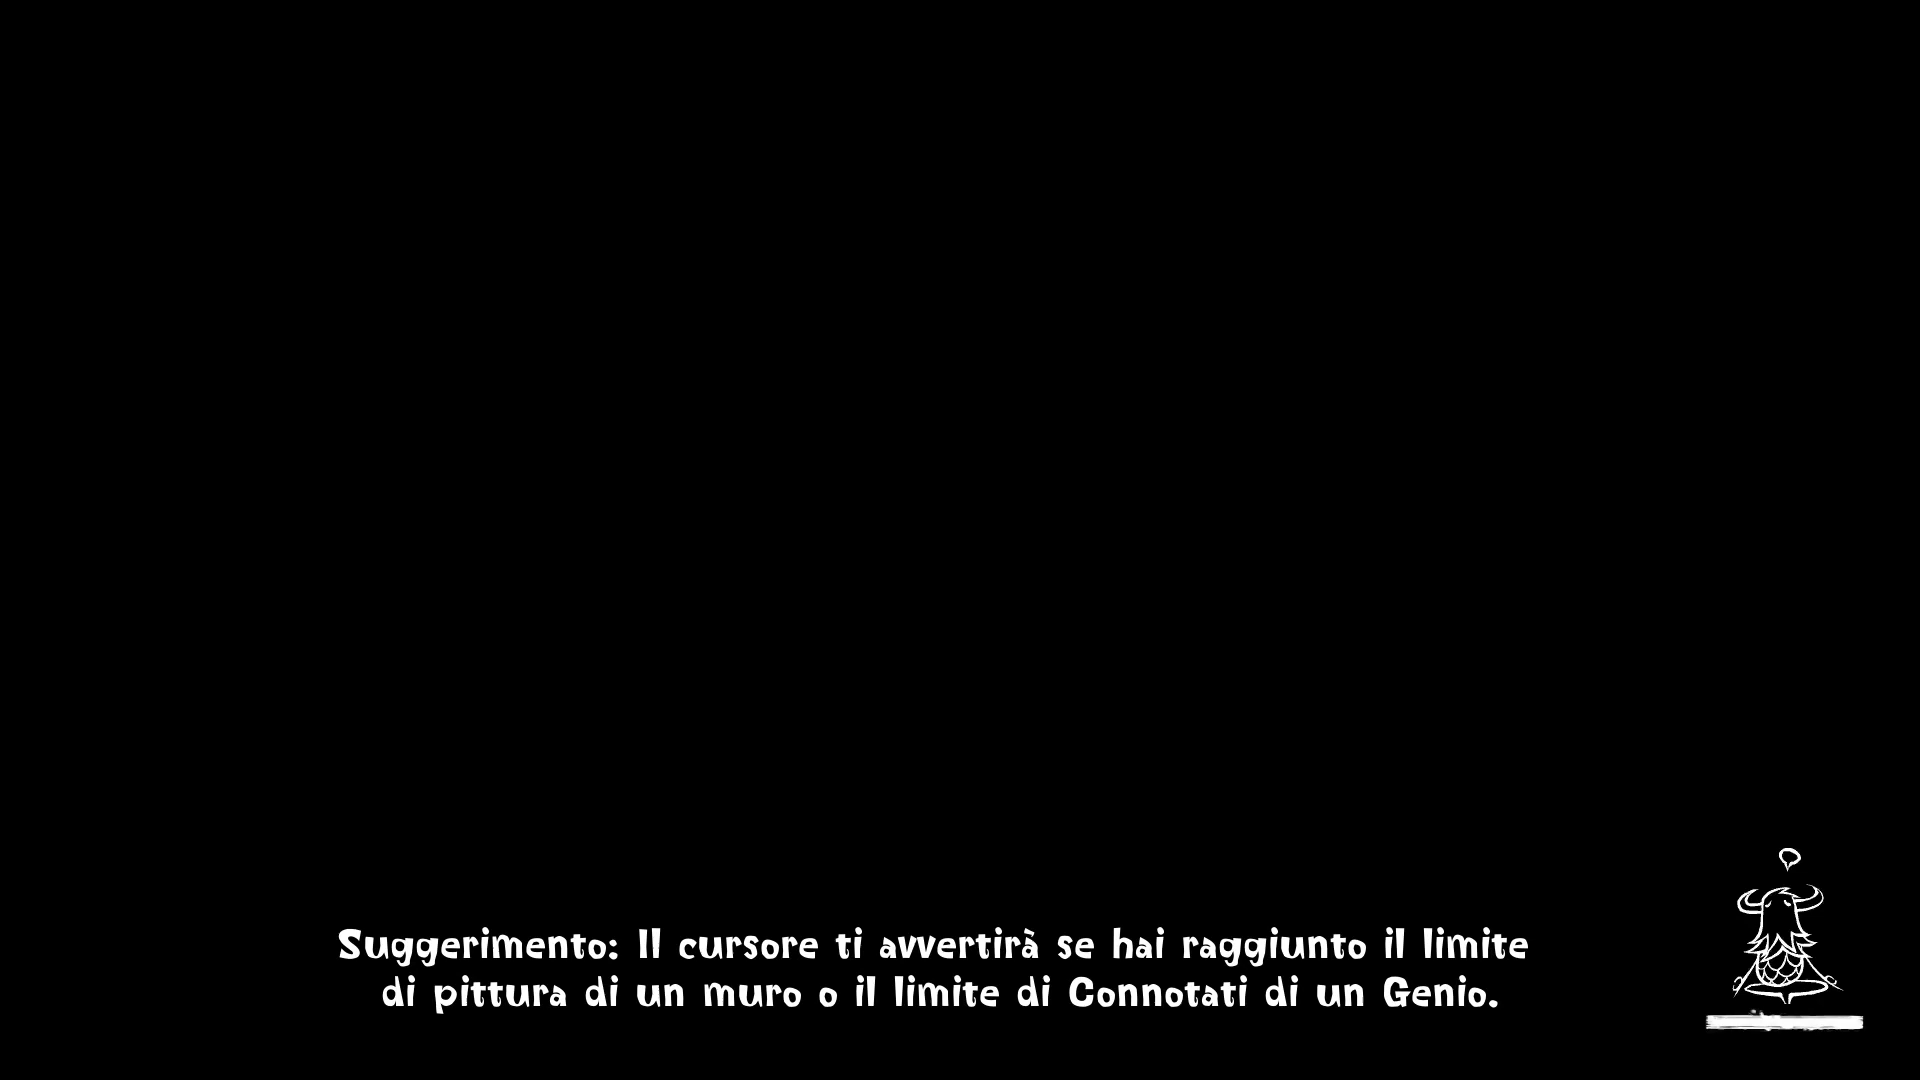 Suggerimento: Il cursore ti avvertirà se hai raggiunto il limite
di pittura di un muro o il limite di Connotati di un Genio.